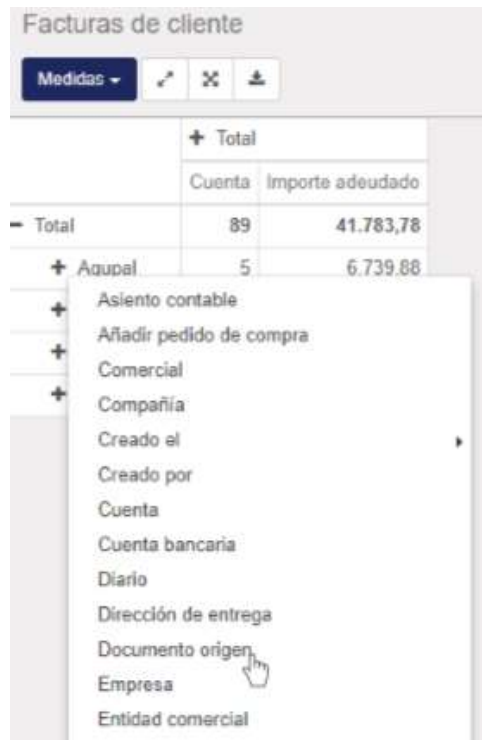 Facturas de cliente
Medidas
Total
Cuenta Importe adeudado
Total 89 41.783,78
Agupal 5 6.739,88
Asiento contable
Añadir pedido de compra
Comercial
Compañía
Creado el
Creado por
Cuenta
Cuenta bancaria
Diario
Dirección de entrega
Documento origen
Empresa
Entidad comercial